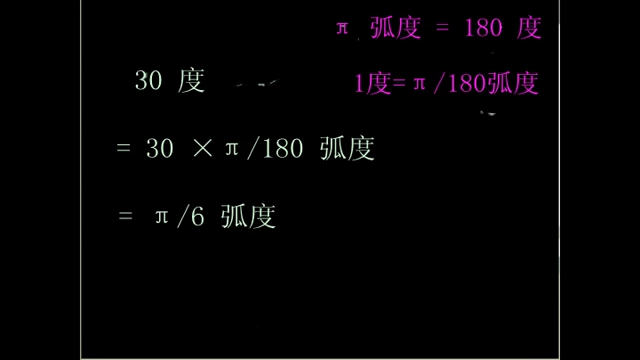 π 弧度 = 180 度
30 度
1度=π/180弧度
= 30 ×π/180 弧度
= π/6 弧度